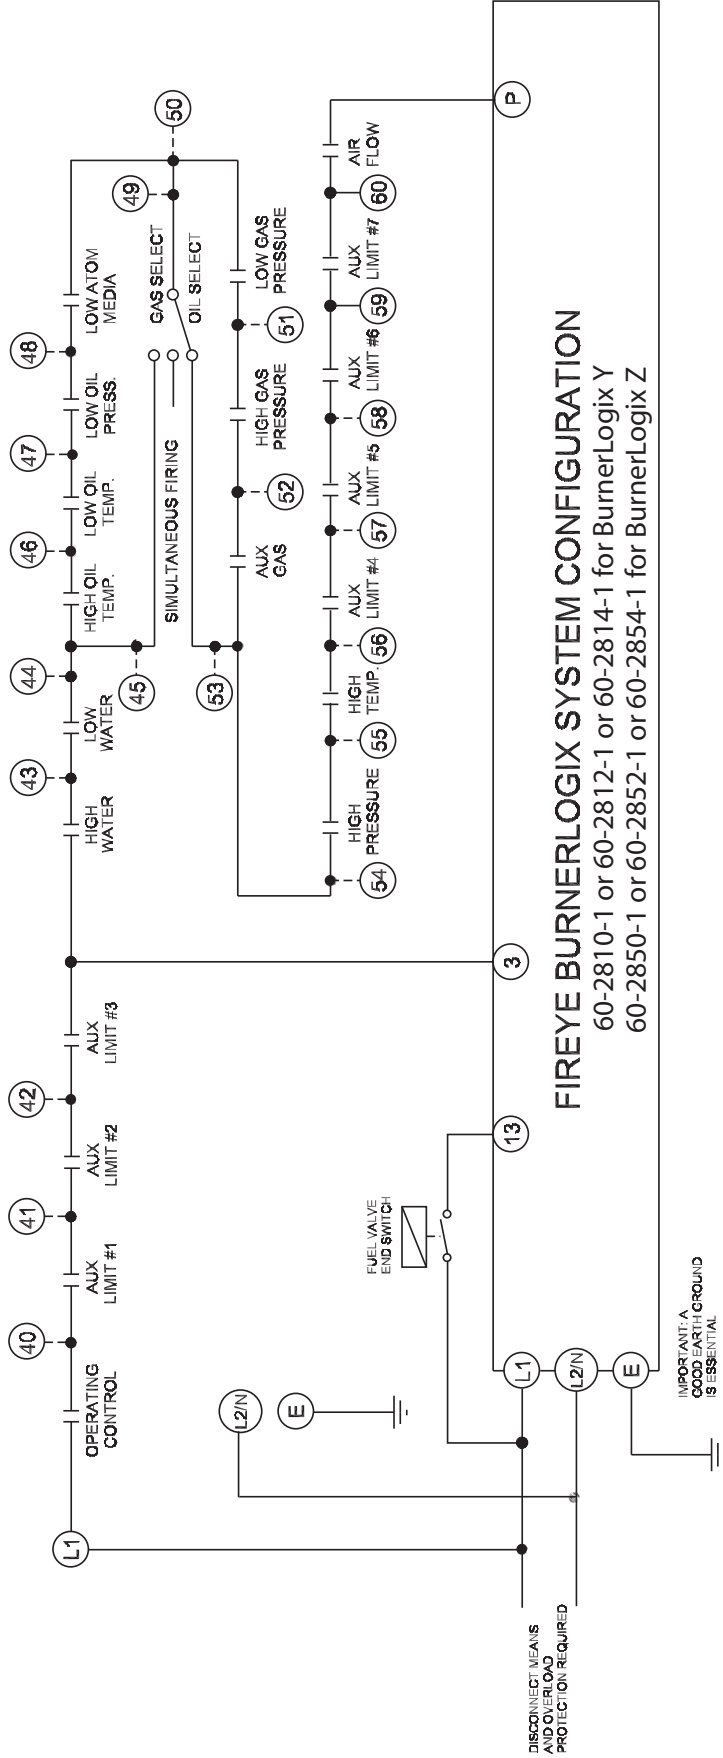 L1
OPERATING
CONTROL
40
AUX
LIMIT #1
41
AUX
LIMIT #2
42
AUX
LIMIT #3
HIGH
WATER
43
LOW
WATER
44
HIGH OIL
TEMP.
46
LOW OIL
TEMP.
47
LOW OIL
PRESS.
48
LOW ATOM
MEDIA
50
49
GAS SELECT
OIL SELECT
SIMULTANEOUS FIRING
45
53
AUX
GAS
52
HIGH GAS
PRESSURE
51
LOW GAS
PRESSURE
54
HIGH
PRESSURE
55
HIGH
TEMP.
56
AUX
LIMIT #4
57
AUX
LIMIT #5
58
AUX
LIMIT #6
59
AUX
LIMIT #7
60
AIR
FLOW
P
3
13
FUEL VALVE
END SWITCH
L2/N
E
L1
L2/N
E
FIREYE BURNERLOGIX SYSTEM CONFIGURATION
60-2810-1 or 60-2812-1 or 60-2814-1 for BurnerLogix Y
60-2850-1 or 60-2852-1 or 60-2854-1 for BurnerLogix Z
DISCONNECT MEANS
AND OVERLOAD
PROTECTION REQUIRED
IMPORTANT: A
GOOD EARTH GROUND
IS ESSENTIAL